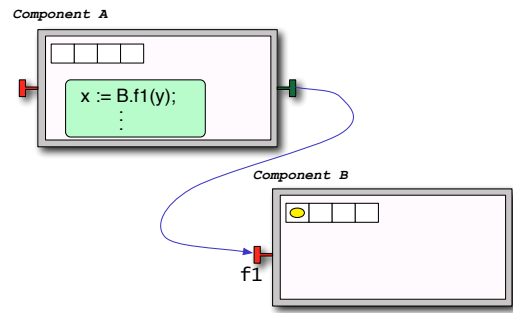 Component A
x := B.f1(y);
⋮
Component B
f1